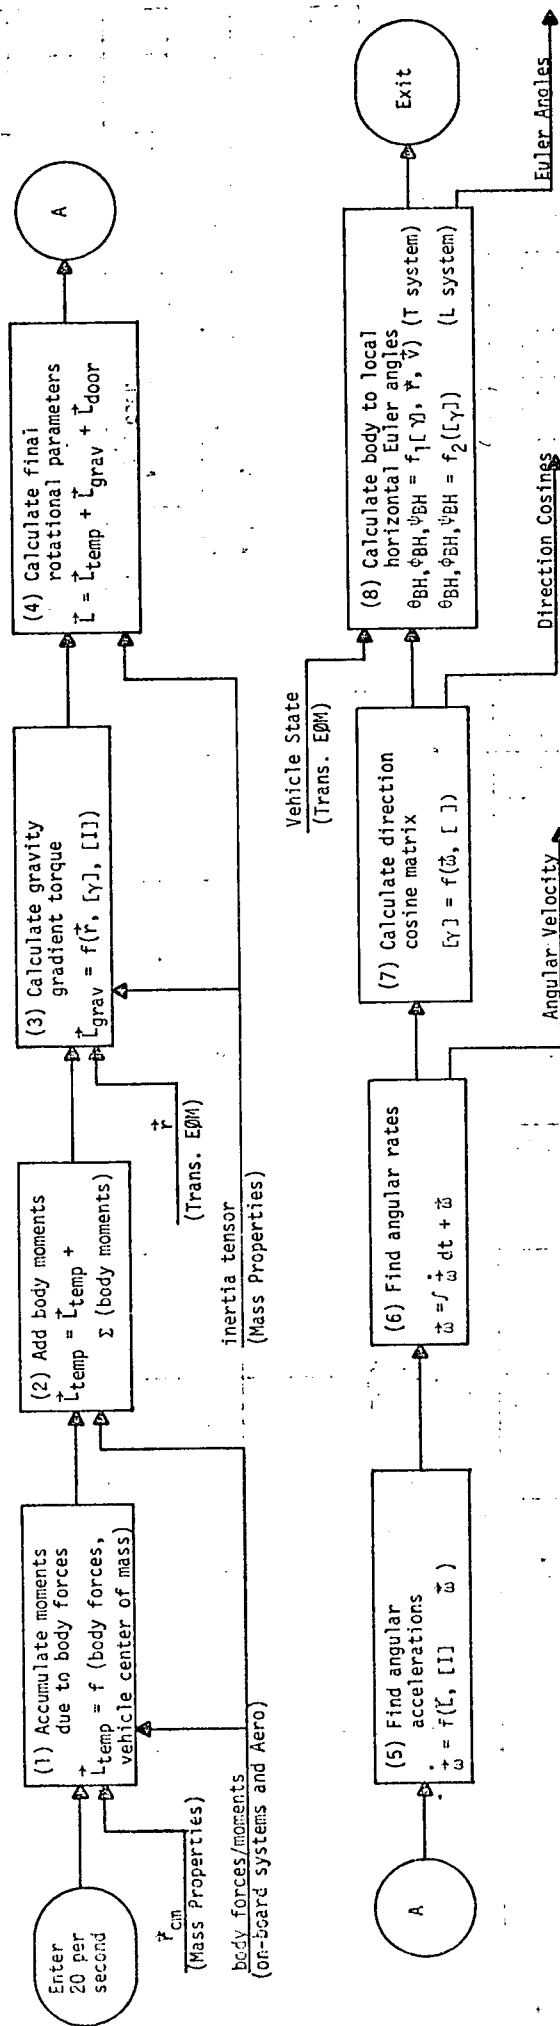 Enter
20 per
second
r⃗cm
(Mass Properties)
body forces/moments
(on-board systems and Aero)
(1) Accumulate moments
due to body forces
L⃗temp = f (body forces,
vehicle center of mass)
(2) Add body moments
L⃗temp = L⃗temp +
Σ (body moments)
r⃗
(Trans. EØM)
inertia tensor
(Mass Properties)
(3) Calculate gravity
gradient torque
L⃗grav = f(r⃗, [γ], [I])
(4) Calculate final
rotational parameters
L⃗ = L⃗temp + L⃗grav + L⃗door
A
A
(5) Find angular
accelerations
ω⃗̇ = f(L⃗, [I] ω⃗ )
(6) Find angular rates
ω⃗ = ∫ ω⃗̇ dt + ω⃗
Angular Velocity
(7) Calculate direction
cosine matrix
[γ] = f(ω⃗, [ ])
Direction Cosines
Vehicle State
(Trans. EØM)
(8) Calculate body to local
horizontal Euler angles
θBH, φBH, ψBH = f1[γ], r⃗, v⃗) (T system)
θBH, φBH, ψBH = f2([γ]) (L system)
Euler Angles
Exit